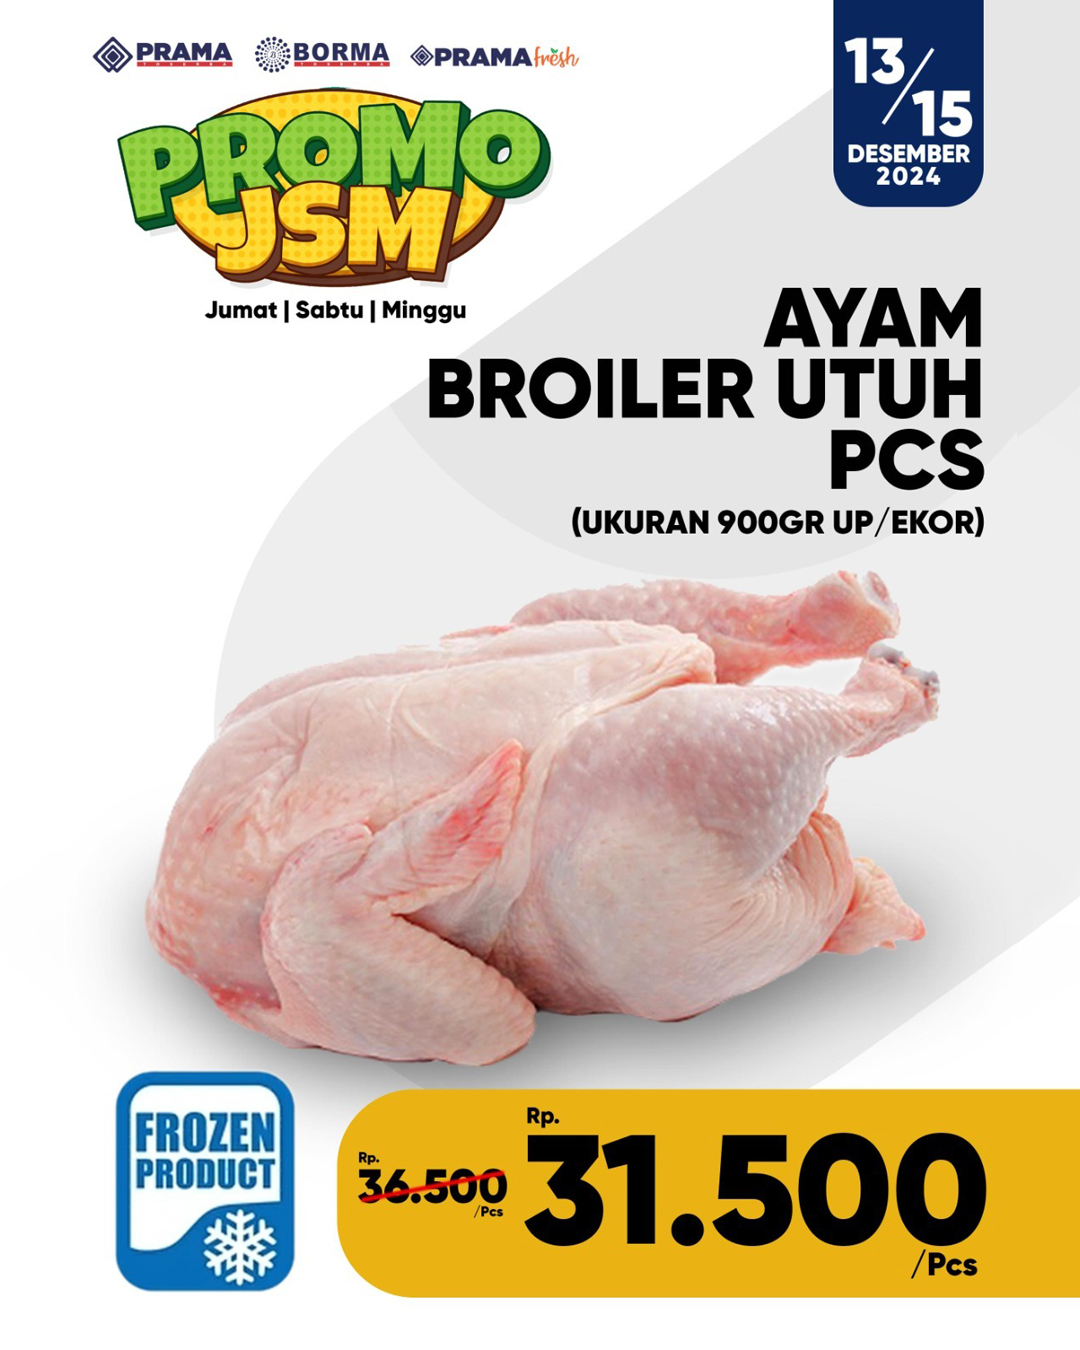 PRAMA
BORMA
PRAMA fresh
13/15
DESEMBER
2024
PROMO
JSM
Jumat | Sabtu | Minggu
AYAM
BROILER UTUH
PCS
(UKURAN 900GR UP/EKOR)
FROZEN
PRODUCT
Rp.
36.500
/Pcs
Rp.
31.500
/Pcs